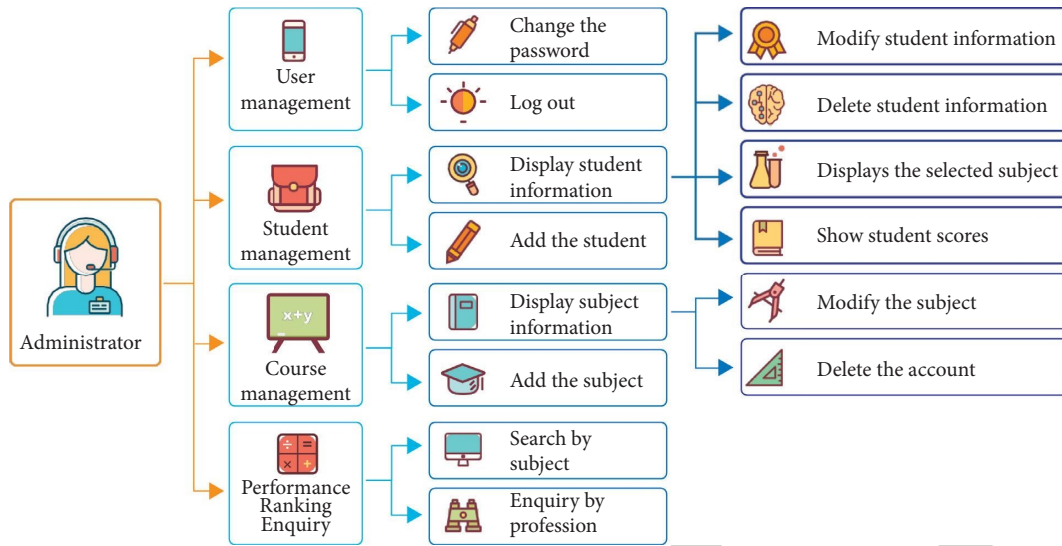 Administrator
User
management
Student
management
x+y
Course
management
÷ =
× +
Performance
Ranking
Enquiry
Change the
password
Log out
Display student
information
Add the student
Display subject
information
Add the subject
Search by
subject
Enquiry by
profession
Modify student information
Delete student information
Displays the selected subject
Show student scores
Modify the subject
Delete the account